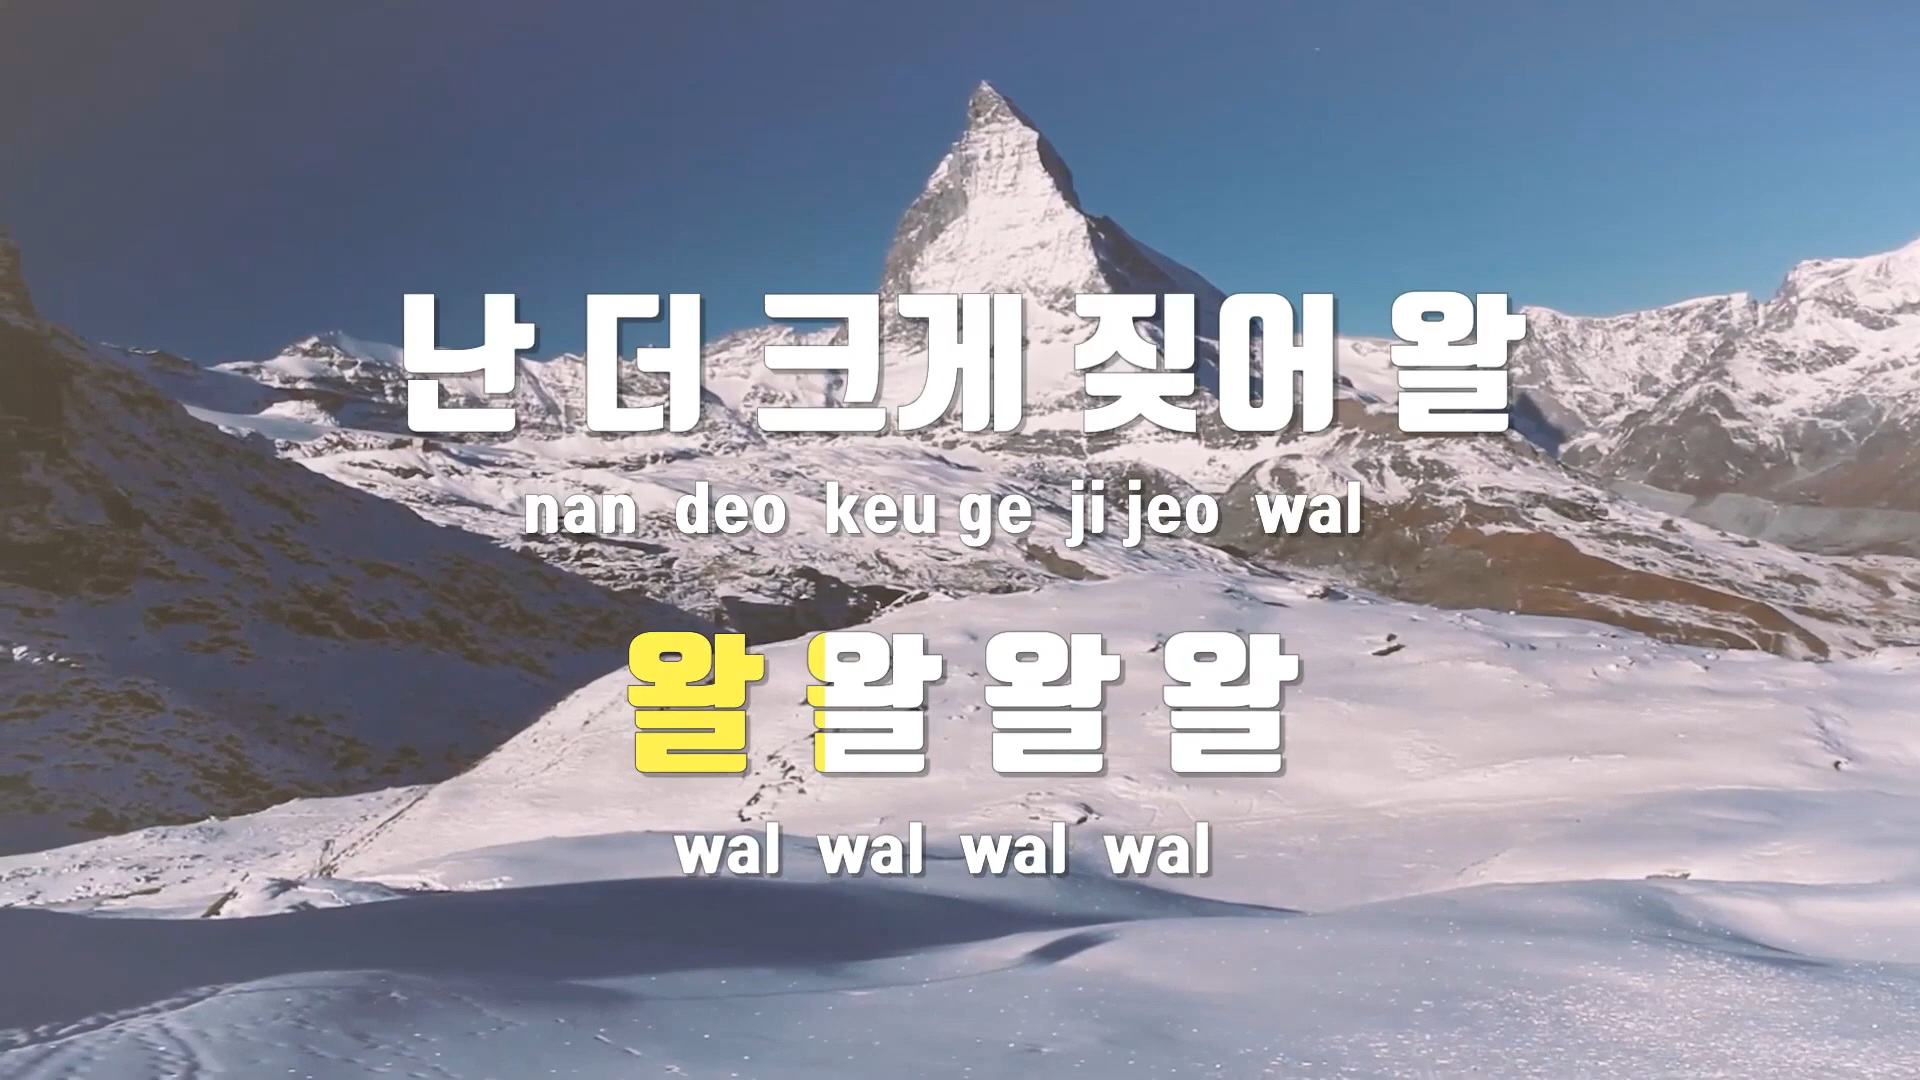 난 더 크게 짖어 왈
nan deo keu ge ji jeo wal
왈 왈 왈 왈
wal wal wal wal